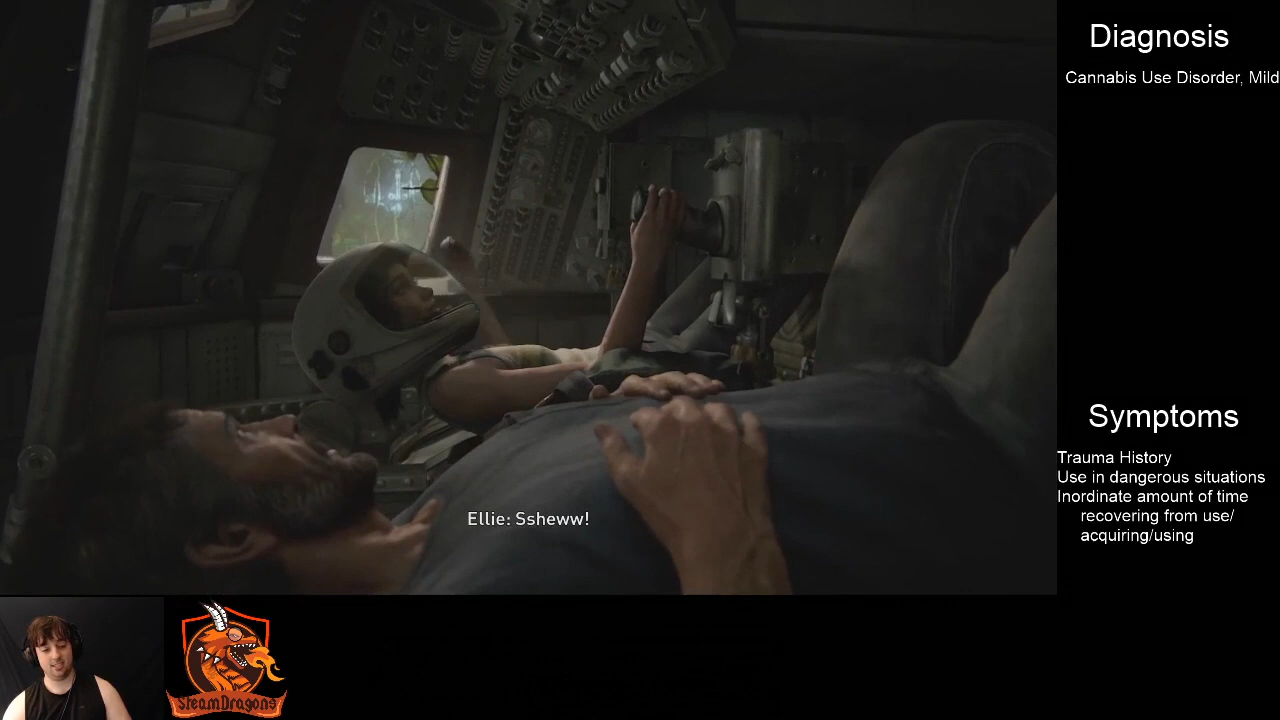 Diagnosis
Cannabis Use Disorder, Mild
Ellie: Ssheww!
Symptoms
Trauma History
Use in dangerous situations
Inordinate amount of time
recovering from use/
acquiring/using
SteamDragons